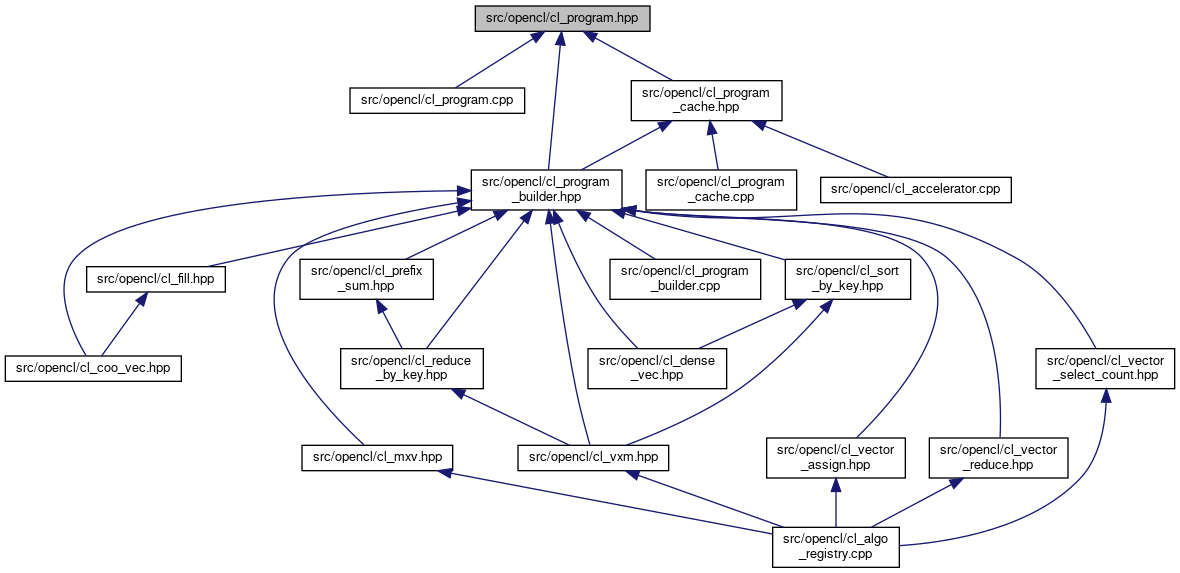 src/opencl/cl_program.hpp
src/opencl/cl_program.cpp
src/opencl/cl_program
_cache.hpp
src/opencl/cl_program
_builder.hpp
src/opencl/cl_program
_cache.cpp
src/opencl/cl_accelerator.cpp
src/opencl/cl_fill.hpp
src/opencl/cl_prefix
_sum.hpp
src/opencl/cl_program
_builder.cpp
src/opencl/cl_sort
_by_key.hpp
src/opencl/cl_coo_vec.hpp
src/opencl/cl_reduce
_by_key.hpp
src/opencl/cl_dense
_vec.hpp
src/opencl/cl_vector
_select_count.hpp
src/opencl/cl_mxv.hpp
src/opencl/cl_vxm.hpp
src/opencl/cl_vector
_assign.hpp
src/opencl/cl_vector
_reduce.hpp
src/opencl/cl_algo
_registry.cpp